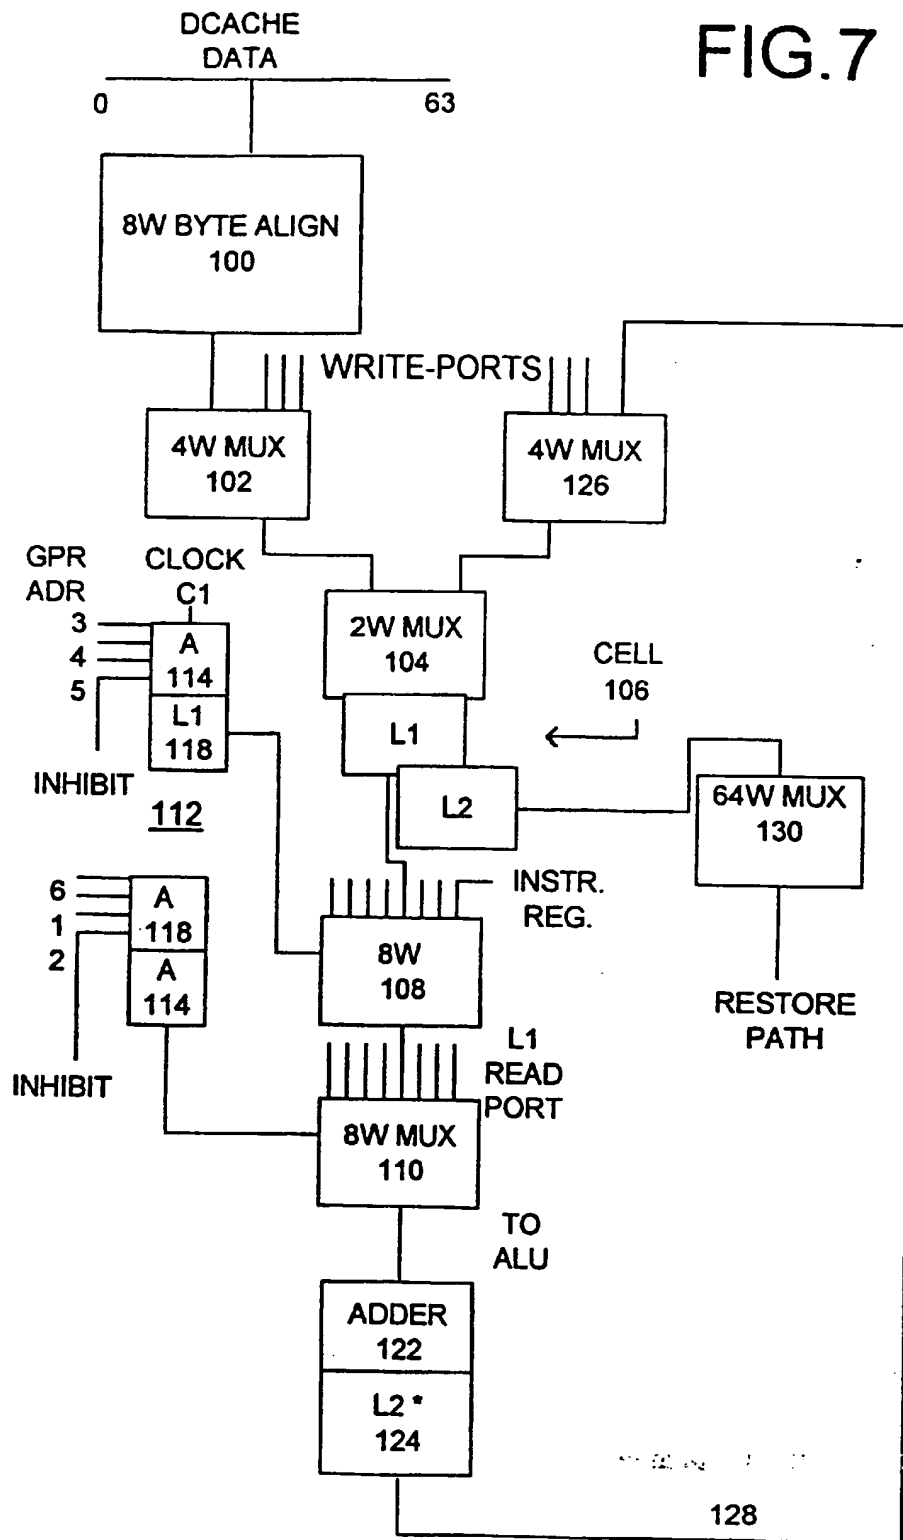 DCACHE
DATA
FIG.7
0
63
8W BYTE ALIGN
100
WRITE-PORTS
4W MUX
102
4W MUX
126
GPR
ADR
CLOCK
C1
3
4
5
A
114
L1
118
INHIBIT
112
2W MUX
104
CELL
106
L1
L2
64W MUX
130
6
1
2
A
118
A
114
INHIBIT
INSTR.
REG.
8W
108
RESTORE
PATH
L1
READ
PORT
8W MUX
110
TO
ALU
ADDER
122
L2 *
124
128